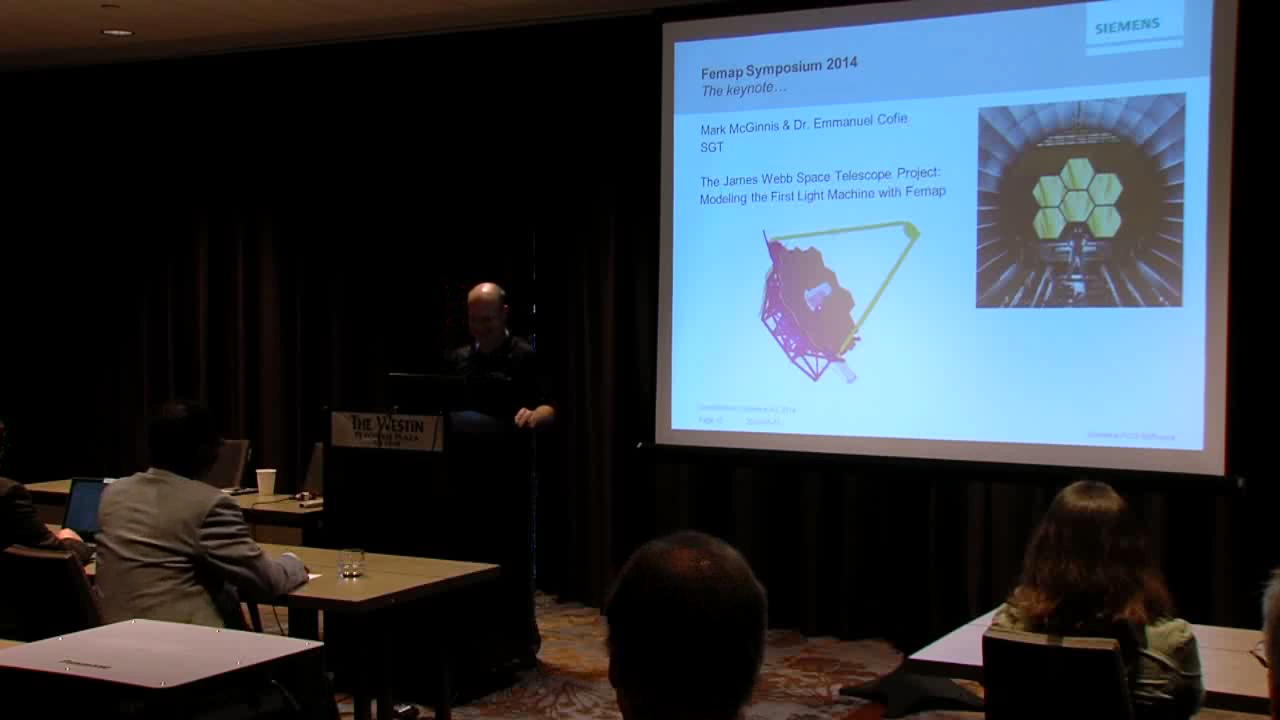 SIEMENS
Femap Symposium 2014
The keynote…
Mark McGinnis & Dr. Emmanuel Cofie
SGT
The James Webb Space Telescope Project:
Modeling the First Light Machine with Femap
THE WESTIN